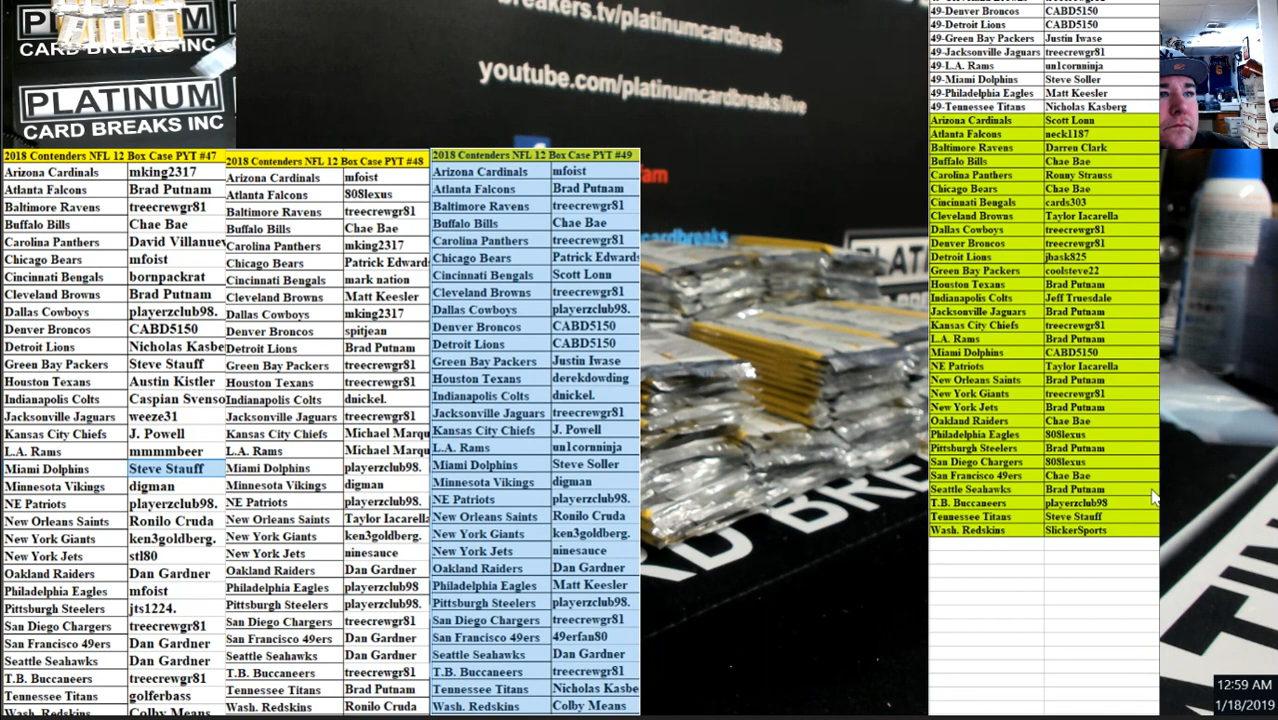 CARD BREAKS INC
PLATINUM
CARD BREAKS INC
breakers.tv/platinumcardbreaks
youtube.com/platinumcardbreaks/live
2018 Contenders NFL 12 Box Case PYT #47
Arizona Cardinals mking2317
Atlanta Falcons Brad Putnam
Baltimore Ravens treecrewgr81
Buffalo Bills Chae Bae
Carolina Panthers David Villanuev
Chicago Bears mfoist
Cincinnati Bengals bornpackrat
Cleveland Browns Brad Putnam
Dallas Cowboys playerzclub98.
Denver Broncos CABD5150
Detroit Lions Nicholas Kasbe
Green Bay Packers Steve Stauff
Houston Texans Austin Kistler
Indianapolis Colts Caspian Svenso
Jacksonville Jaguars weeze31
Kansas City Chiefs J. Powell
L.A. Rams mmmmbeer
Miami Dolphins Steve Stauff
Minnesota Vikings digman
NE Patriots playerzclub98.
New Orleans Saints Ronilo Cruda
New York Giants ken3goldberg.
New York Jets stl80
Oakland Raiders Dan Gardner
Philadelphia Eagles mfoist
Pittsburgh Steelers jts1224.
San Diego Chargers treecrewgr81
San Francisco 49ers Dan Gardner
Seattle Seahawks Dan Gardner
T.B. Buccaneers treecrewgr81
Tennessee Titans golferbass
Wash. Redskins Colby Means
2018 Contenders NFL 12 Box Case PYT #48
Arizona Cardinals mfoist
Atlanta Falcons 808lexus
Baltimore Ravens treecrewgr81
Buffalo Bills Chae Bae
Carolina Panthers mking2317
Chicago Bears Patrick Edward
Cincinnati Bengals mark nation
Cleveland Browns Matt Keesler
Dallas Cowboys mking2317
Denver Broncos spitjean
Detroit Lions Brad Putnam
Green Bay Packers treecrewgr81
Houston Texans treecrewgr81
Indianapolis Colts dnickel.
Jacksonville Jaguars treecrewgr81
Kansas City Chiefs Michael Marqu
L.A. Rams Michael Marqu
Miami Dolphins playerzclub98.
Minnesota Vikings digman
NE Patriots playerzclub98.
New Orleans Saints Taylor Iacarella
New York Giants ken3goldberg.
New York Jets ninesauce
Oakland Raiders Dan Gardner
Philadelphia Eagles playerzclub98
Pittsburgh Steelers playerzclub98.
San Diego Chargers treecrewgr81
San Francisco 49ers Dan Gardner
Seattle Seahawks Dan Gardner
T.B. Buccaneers treecrewgr81
Tennessee Titans Brad Putnam
Wash. Redskins Ronilo Cruda
2018 Contenders NFL 12 Box Case PYT #49
Arizona Cardinals mfoist
Atlanta Falcons Brad Putnam
Baltimore Ravens treecrewgr81
Buffalo Bills Chae Bae
Carolina Panthers treecrewgr81
Chicago Bears Patrick Edwards
Cincinnati Bengals Scott Lonn
Cleveland Browns treecrewgr81
Dallas Cowboys playerzclub98.
Denver Broncos CABD5150
Detroit Lions CABD5150
Green Bay Packers Justin Iwase
Houston Texans derekdowding
Indianapolis Colts dnickel.
Jacksonville Jaguars treecrewgr81
Kansas City Chiefs J. Powell
L.A. Rams un1cornninja
Miami Dolphins Steve Soller
Minnesota Vikings digman
NE Patriots playerzclub98.
New Orleans Saints Ronilo Cruda
New York Giants ken3goldberg.
New York Jets ninesauce
Oakland Raiders Dan Gardner
Philadelphia Eagles Matt Keesler
Pittsburgh Steelers playerzclub98.
San Diego Chargers treecrewgr81
San Francisco 49ers 49erfan80
Seattle Seahawks Dan Gardner
T.B. Buccaneers treecrewgr81
Tennessee Titans Nicholas Kasbe
Wash. Redskins Colby Means
49-Denver Broncos CABD5150
49-Detroit Lions CABD5150
49-Green Bay Packers Justin Iwase
49-Jacksonville Jaguars treecrewgr81
49-L.A. Rams un1cornninja
49-Miami Dolphins Steve Soller
49-Philadelphia Eagles Matt Keesler
49-Tennessee Titans Nicholas Kasberg
Arizona Cardinals Scott Lonn
Atlanta Falcons neck1187
Baltimore Ravens Darren Clark
Buffalo Bills Chae Bae
Carolina Panthers Ronny Strauss
Chicago Bears Chae Bae
Cincinnati Bengals cards303
Cleveland Browns Taylor Iacarella
Dallas Cowboys treecrewgr81
Denver Broncos treecrewgr81
Detroit Lions jbask825
Green Bay Packers coolsteve22
Houston Texans Brad Putnam
Indianapolis Colts Jeff Truesdale
Jacksonville Jaguars Brad Putnam
Kansas City Chiefs treecrewgr81
L.A. Rams Brad Putnam
Miami Dolphins CABD5150
NE Patriots Taylor Iacarella
New Orleans Saints Brad Putnam
New York Giants treecrewgr81
New York Jets Brad Putnam
Oakland Raiders Chae Bae
Philadelphia Eagles 808lexus
Pittsburgh Steelers Brad Putnam
San Diego Chargers 808lexus
San Francisco 49ers Chae Bae
Seattle Seahawks Brad Putnam
T.B. Buccaneers playerzclub98
Tennessee Titans Steve Stauff
Wash. Redskins SlickerSports
12:59 AM
1/18/2019